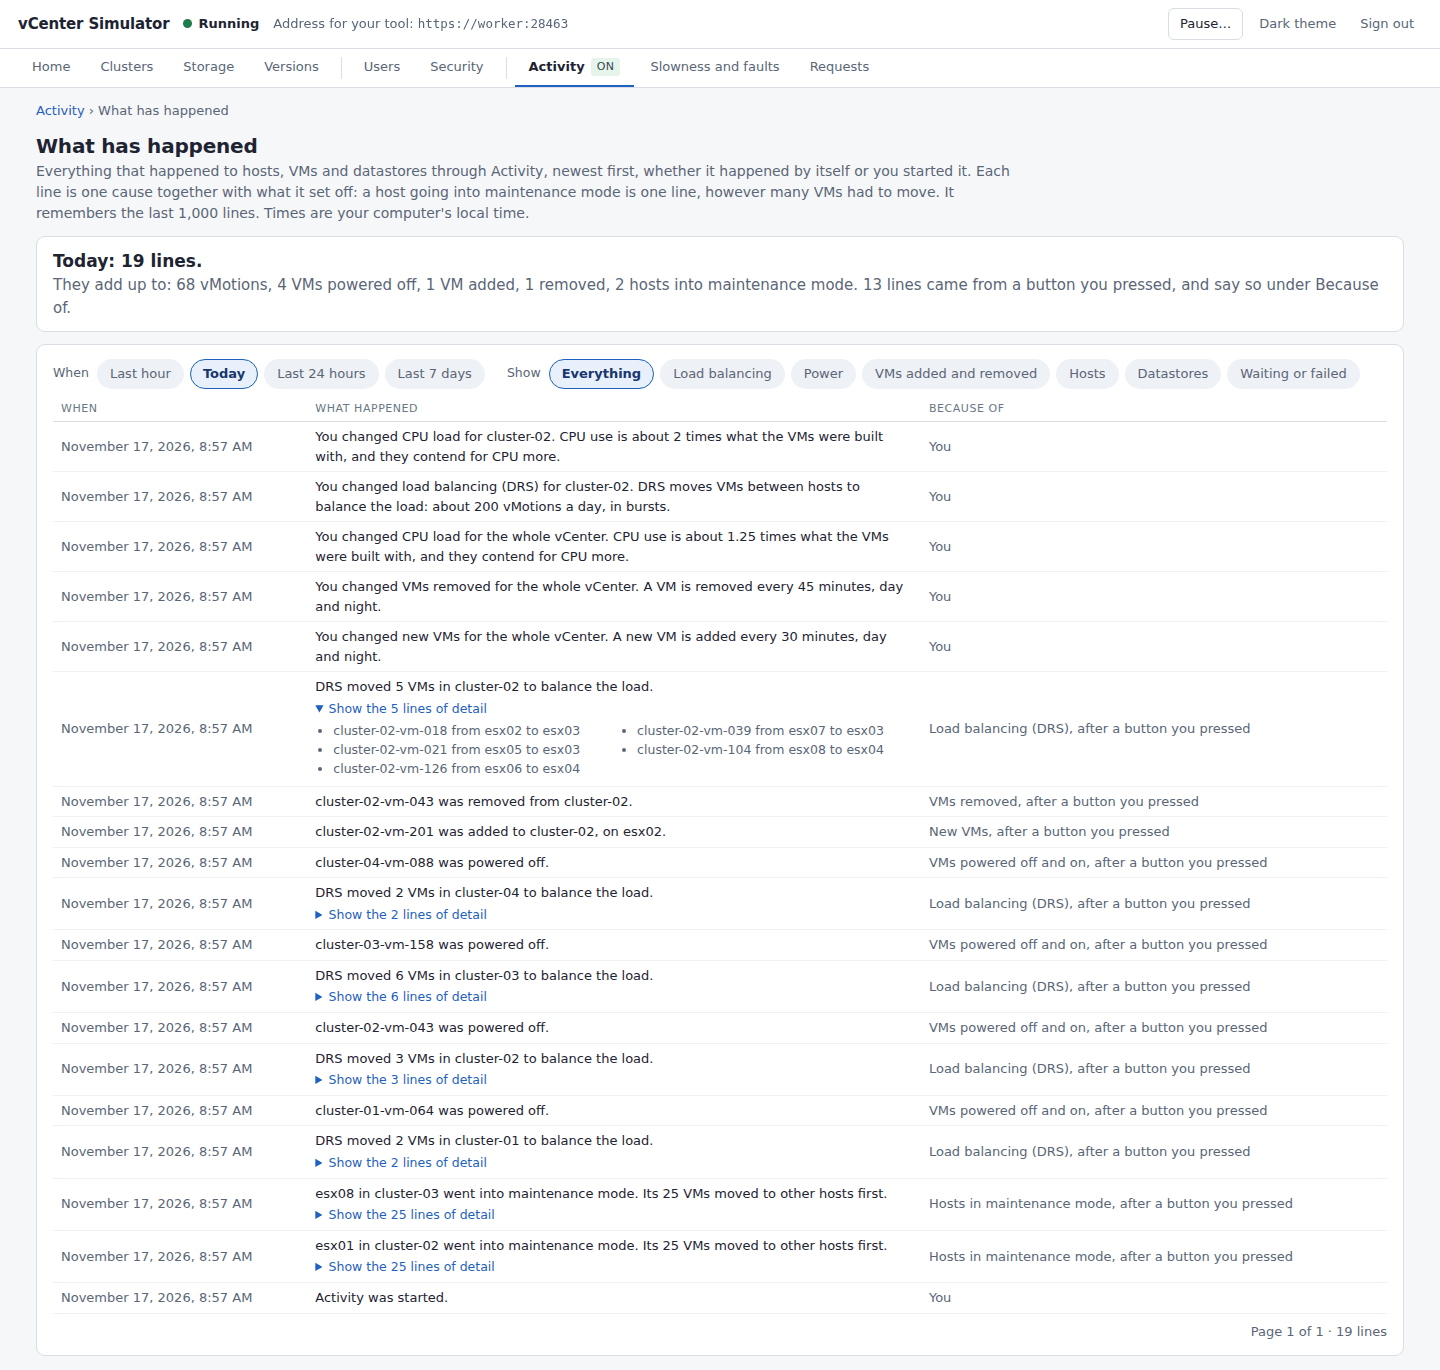 vCenter Simulator Running Address for your tool: https://worker:28463 Pause... Dark theme Sign out
Home Clusters Storage Versions Users Security Activity ON Slowness and faults Requests
Activity › What has happened
What has happened
Everything that happened to hosts, VMs and datastores through Activity, newest first, whether it happened by itself or you started it. Each
line is one cause together with what it set off: a host going into maintenance mode is one line, however many VMs had to move. It
remembers the last 1,000 lines. Times are your computer's local time.
Today: 19 lines.
They add up to: 68 vMotions, 4 VMs powered off, 1 VM added, 1 removed, 2 hosts into maintenance mode. 13 lines came from a button you pressed, and say so under Because
of.
When Last hour Today Last 24 hours Last 7 days Show Everything Load balancing Power VMs added and removed Hosts Datastores Waiting or failed
WHEN WHAT HAPPENED BECAUSE OF
November 17, 2026, 8:57 AM You changed CPU load for cluster-02. CPU use is about 2 times what the VMs were built
with, and they contend for CPU more. You
November 17, 2026, 8:57 AM You changed load balancing (DRS) for cluster-02. DRS moves VMs between hosts to
balance the load: about 200 vMotions a day, in bursts. You
November 17, 2026, 8:57 AM You changed CPU load for the whole vCenter. CPU use is about 1.25 times what the VMs
were built with, and they contend for CPU more. You
November 17, 2026, 8:57 AM You changed VMs removed for the whole vCenter. A VM is removed every 45 minutes, day
and night. You
November 17, 2026, 8:57 AM You changed new VMs for the whole vCenter. A new VM is added every 30 minutes, day
and night. You
November 17, 2026, 8:57 AM DRS moved 5 VMs in cluster-02 to balance the load.
Show the 5 lines of detail
cluster-02-vm-018 from esx02 to esx03
cluster-02-vm-021 from esx05 to esx03
cluster-02-vm-126 from esx06 to esx04
cluster-02-vm-039 from esx07 to esx03
cluster-02-vm-104 from esx08 to esx04
Load balancing (DRS), after a button you pressed
November 17, 2026, 8:57 AM cluster-02-vm-043 was removed from cluster-02. VMs removed, after a button you pressed
November 17, 2026, 8:57 AM cluster-02-vm-201 was added to cluster-02, on esx02. New VMs, after a button you pressed
November 17, 2026, 8:57 AM cluster-04-vm-088 was powered off. VMs powered off and on, after a button you pressed
November 17, 2026, 8:57 AM DRS moved 2 VMs in cluster-04 to balance the load.
Show the 2 lines of detail
Load balancing (DRS), after a button you pressed
November 17, 2026, 8:57 AM cluster-03-vm-158 was powered off. VMs powered off and on, after a button you pressed
November 17, 2026, 8:57 AM DRS moved 6 VMs in cluster-03 to balance the load.
Show the 6 lines of detail
Load balancing (DRS), after a button you pressed
November 17, 2026, 8:57 AM cluster-02-vm-043 was powered off. VMs powered off and on, after a button you pressed
November 17, 2026, 8:57 AM DRS moved 3 VMs in cluster-02 to balance the load.
Show the 3 lines of detail
Load balancing (DRS), after a button you pressed
November 17, 2026, 8:57 AM cluster-01-vm-064 was powered off. VMs powered off and on, after a button you pressed
November 17, 2026, 8:57 AM DRS moved 2 VMs in cluster-01 to balance the load.
Show the 2 lines of detail
Load balancing (DRS), after a button you pressed
November 17, 2026, 8:57 AM esx08 in cluster-03 went into maintenance mode. Its 25 VMs moved to other hosts first.
Show the 25 lines of detail
Hosts in maintenance mode, after a button you pressed
November 17, 2026, 8:57 AM esx01 in cluster-02 went into maintenance mode. Its 25 VMs moved to other hosts first.
Show the 25 lines of detail
Hosts in maintenance mode, after a button you pressed
November 17, 2026, 8:57 AM Activity was started. You
Page 1 of 1 · 19 lines